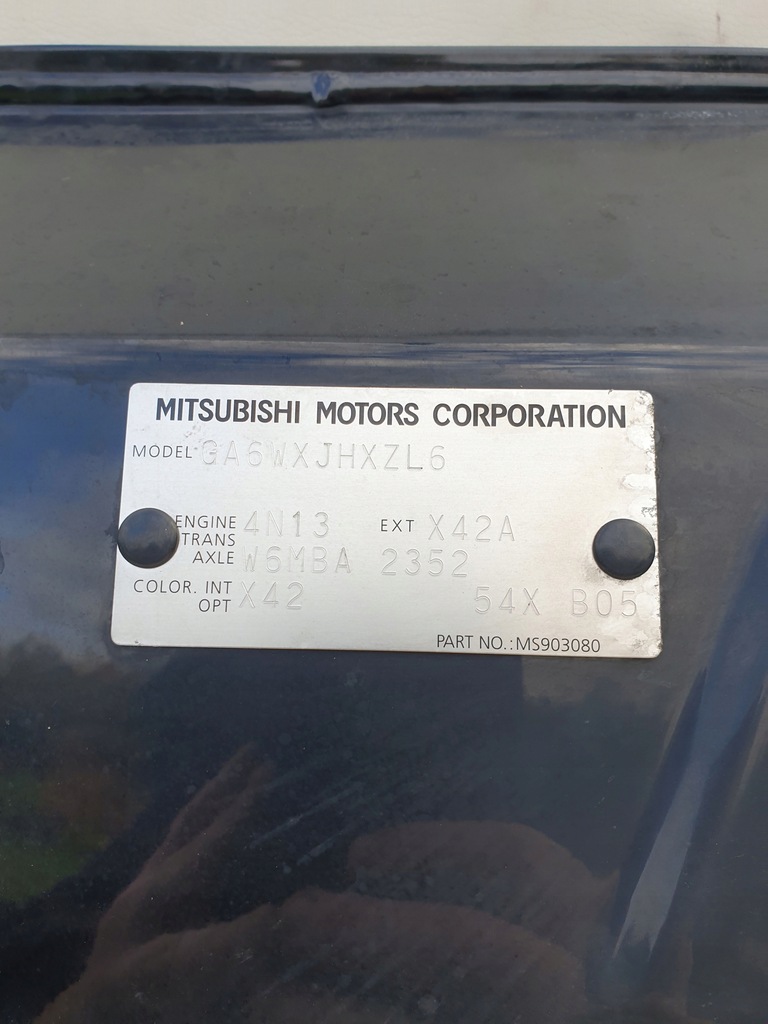 MITSUBISHI MOTORS CORPORATION
MODEL GA6WXJHXZL6
ENGINE 4N13 EXT X42A
TRANS
AXLE W6MBA 2352
COLOR. INT X42 54X B05
OPT
PART NO.:MS903080